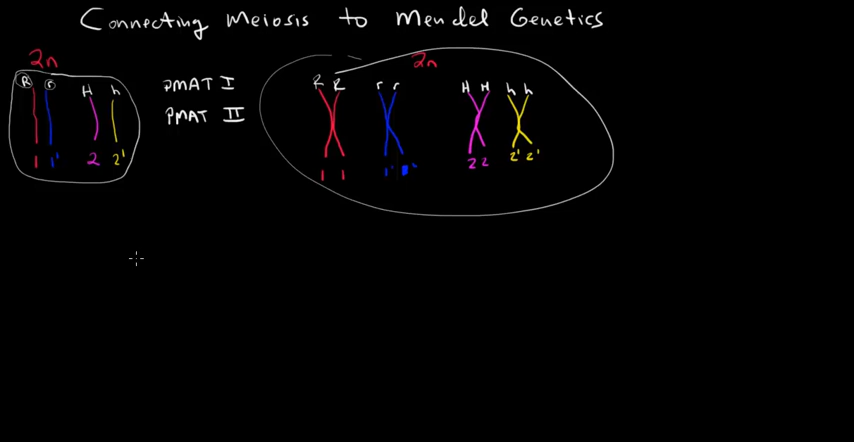 Connecting Meiosis to Mendel Genetics
2n
R r H h
1 1' 2 2'
PMAT I
PMAT II
2n
R R r r H H h h
1 1 1' 1' 2 2 2' 2'